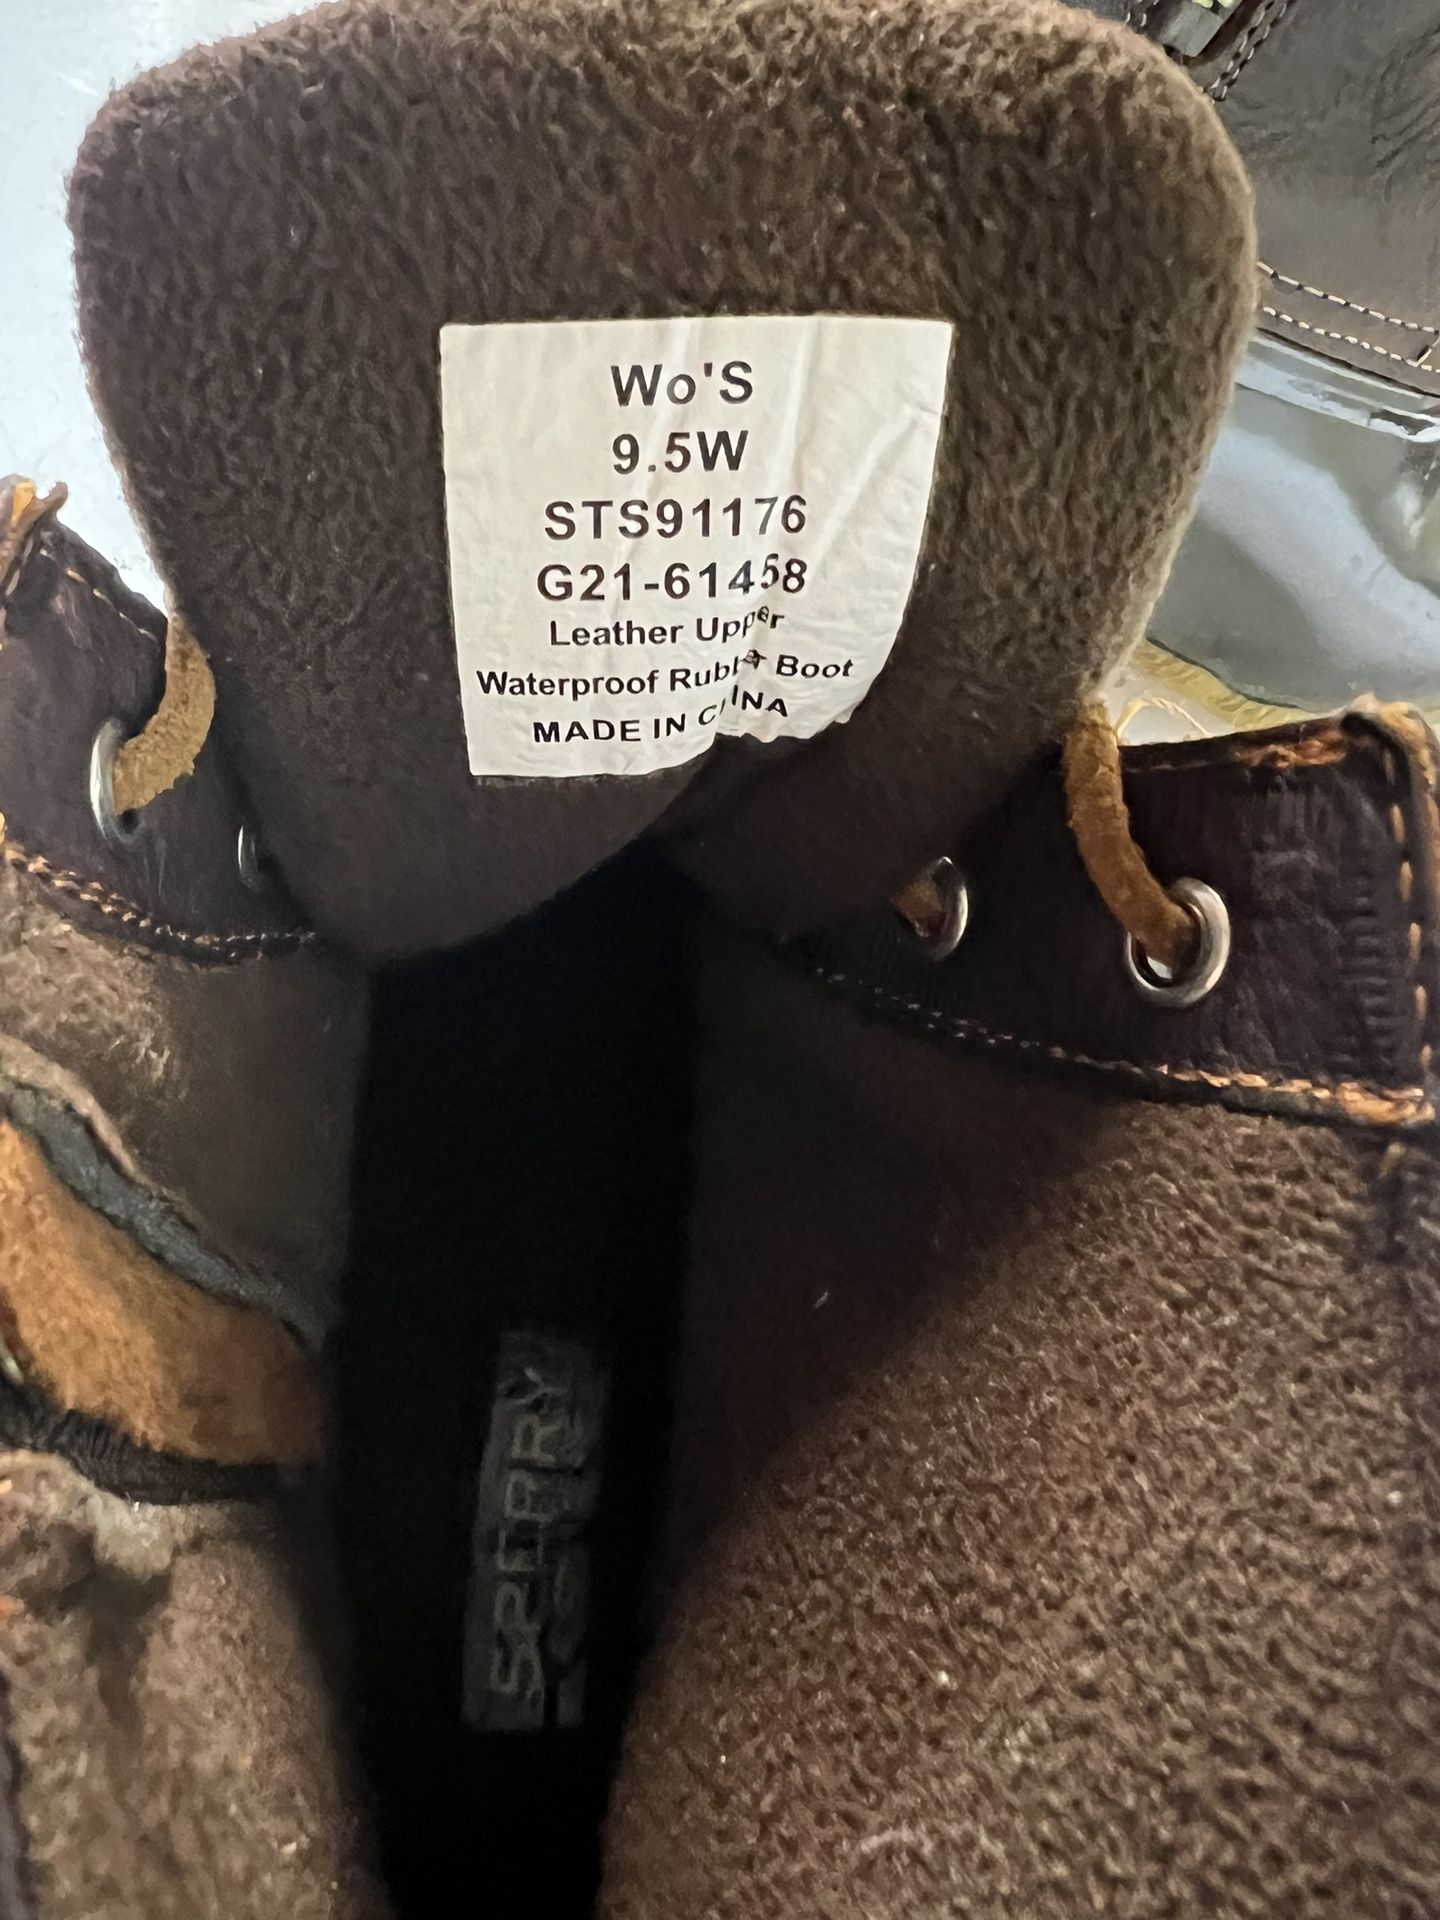 Wo'S
9.5W
STS91176
G21-61458
Leather Upper
Waterproof Rubber Boot
MADE IN CHINA
SPERRY